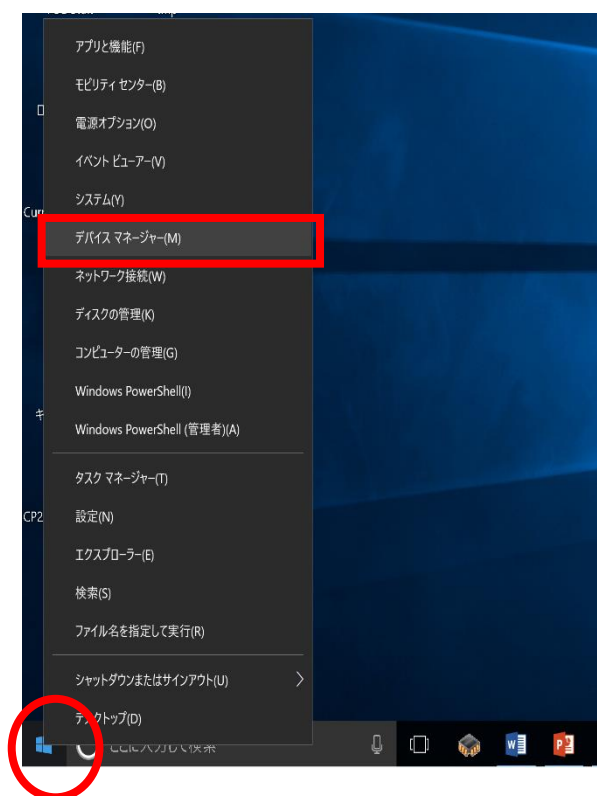 アプリと機能(F)
モビリティ センター(B)
電源オプション(O)
イベント ビューアー(V)
システム(Y)
Curr
デバイス マネージャー(M)
ネットワーク接続(W)
ディスクの管理(K)
コンピューターの管理(G)
Windows PowerShell(I)
キ
Windows PowerShell (管理者)(A)
タスク マネージャー(T)
CP2
設定(N)
エクスプローラー(E)
検索(S)
ファイル名を指定して実行(R)
シャットダウンまたはサインアウト(U)
デスクトップ(D)
ここに入力して検索